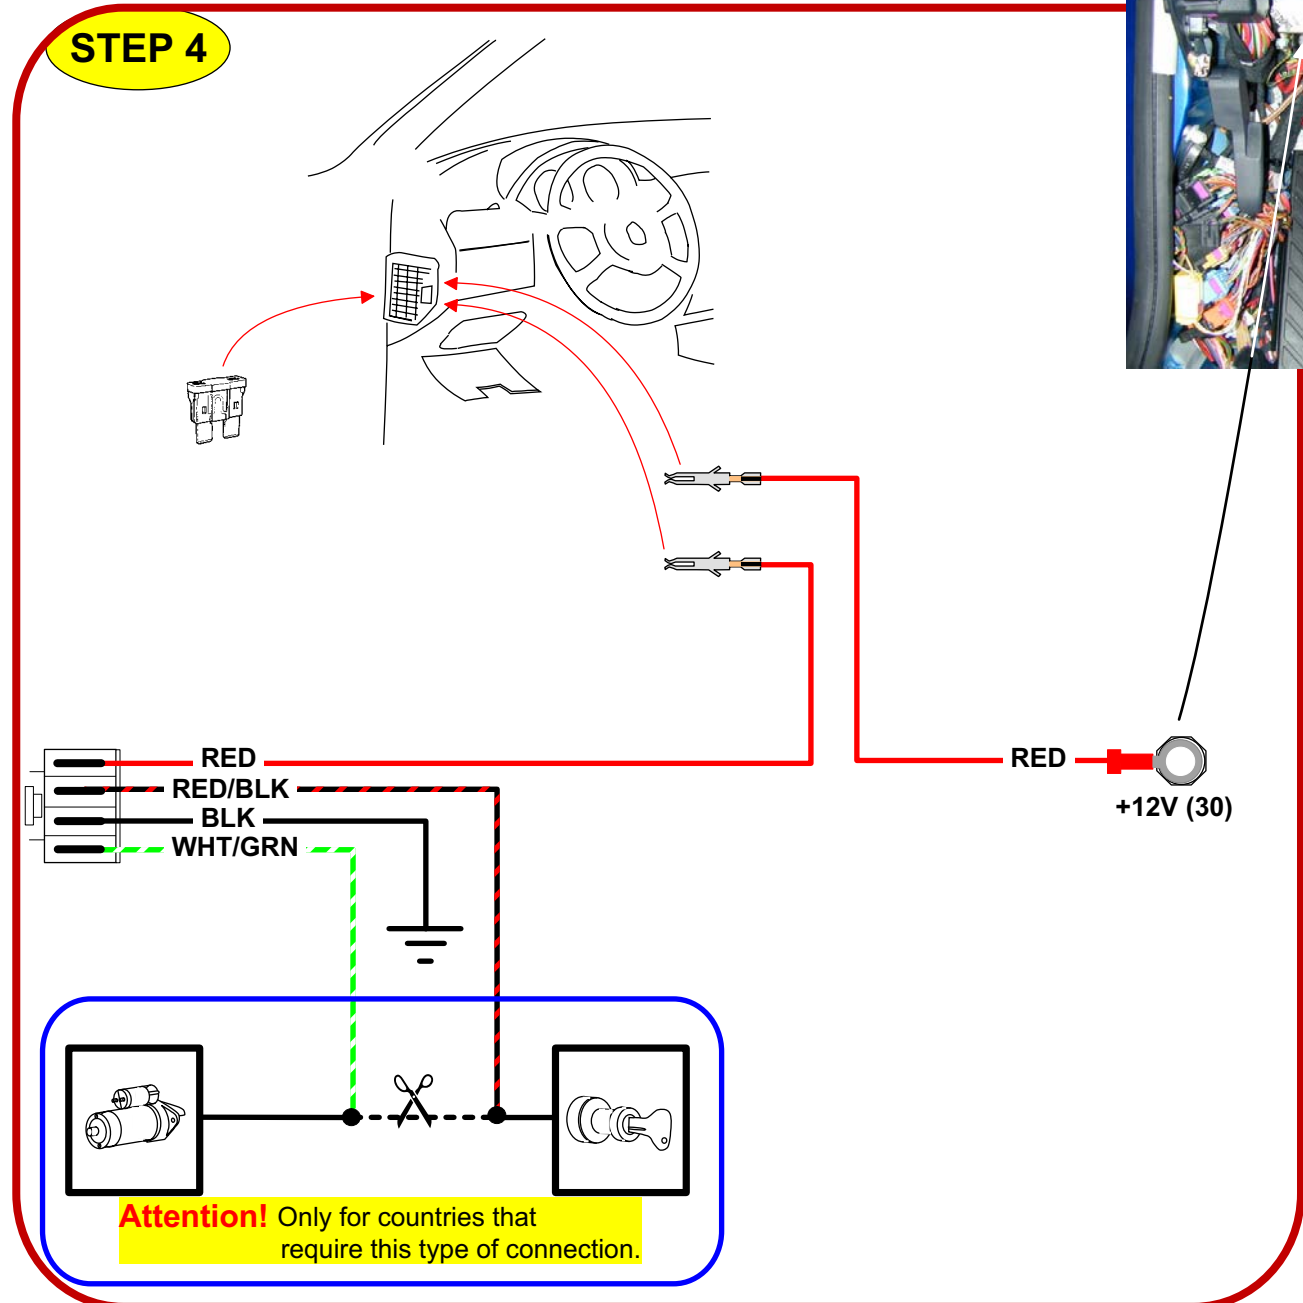 STEP 4
RED
RED/BLK
BLK
WHT/GRN
RED
+12V (30)
Attention! Only for countries that
require this type of connection.